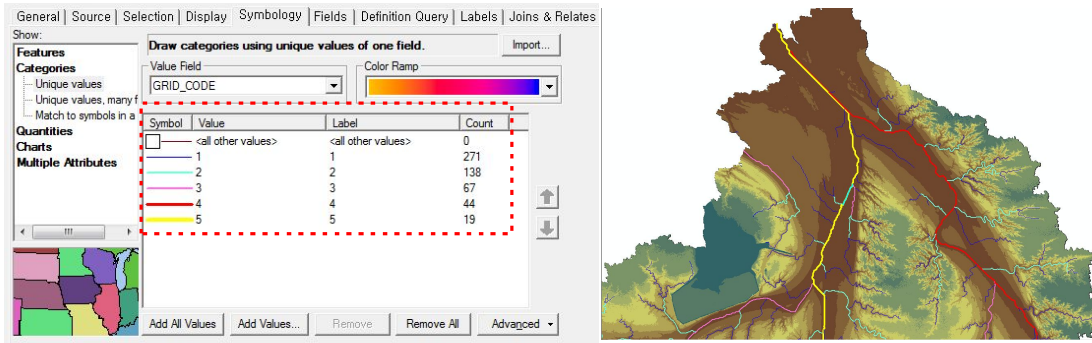 General | Source | Selection | Display | Symbology | Fields | Definition Query | Labels | Joins & Relates
Show:
Features
Categories
Unique values
Unique values, many f
Match to symbols in a
Quantities
Charts
Multiple Attributes
Draw categories using unique values of one field.
Import...
Value Field
GRID_CODE
Color Ramp
Symbol Value Label Count
<all other values> <all other values> 0
1 1 271
2 2 138
3 3 67
4 4 44
5 5 19
Add All Values
Add Values...
Remove
Remove All
Advanced